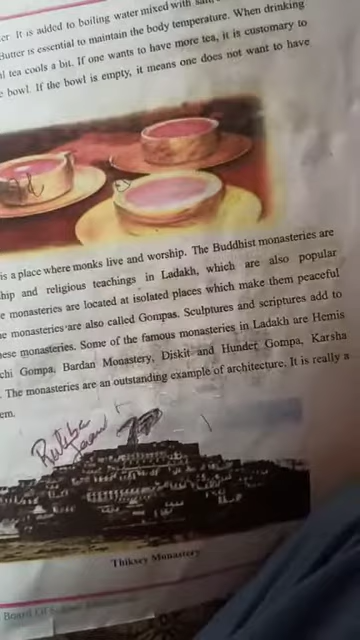 er. It is added to boiling water mixed with salt
Butter is essential to maintain the body temperature. When drinking
tea cools a bit. If one wants to have more tea, it is customary to
bowl. If the bowl is empty, it means one does not want to have
is a place where monks live and worship. The Buddhist monasteries are
hip and religious teachings in Ladakh, which are also popular
e monasteries are located at isolated places which make them peaceful
monasteries are also called Gompas. Sculptures and scriptures add to
hese monasteries. Some of the famous monasteries in Ladakh are Hemis
chi Gompa, Bardan Monastery, Diskit and Hunder Gompa, Karsha
. The monasteries are an outstanding example of architecture. It is really a
em.
Thiksey Monastery
Board Of